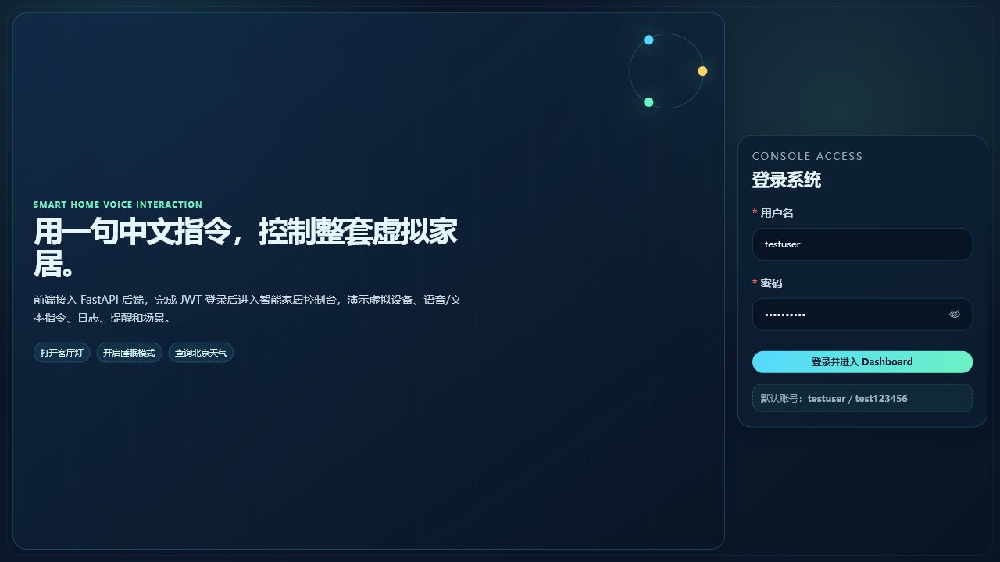 SMART HOME VOICE INTERACTION
用一句中文指令，控制整套虚拟家
居。
前端接入 FastAPI 后端，完成 JWT 登录后进入智能家居控制台，演示虚拟设备、语音/文
本指令、日志、提醒和场景。
打开客厅灯 开启睡眠模式 查询北京天气
CONSOLE ACCESS
登录系统
* 用户名
testuser
* 密码
••••••••••
登录并进入 Dashboard
默认账号：testuser / test123456